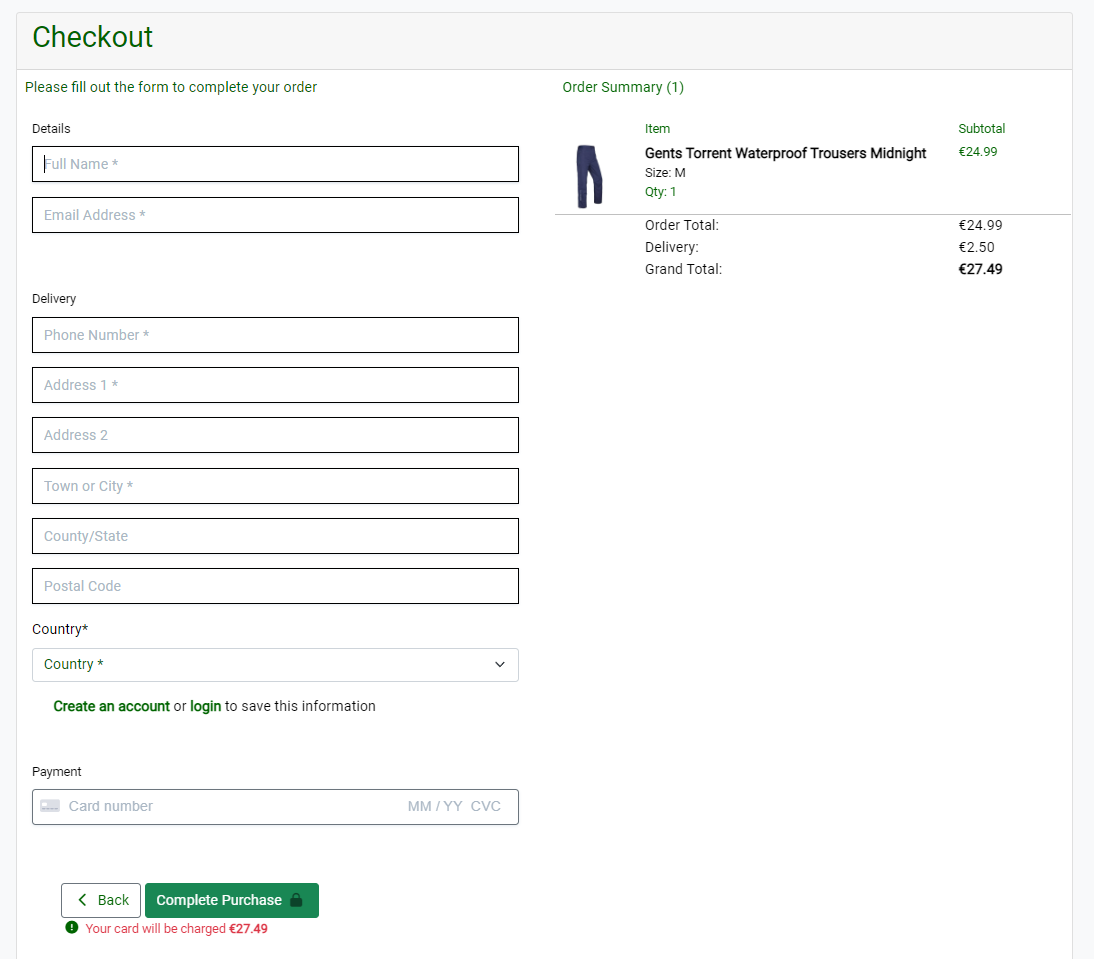 Checkout
Please fill out the form to complete your order
Details
Full Name *
Email Address *
Delivery
Phone Number *
Address 1 *
Address 2
Town or City *
County/State
Postal Code
Country*
Country *
Create an account or login to save this information
Payment
Card number MM / YY CVC
Back Complete Purchase
Your card will be charged €27.49
Order Summary (1)
Item Subtotal
Gents Torrent Waterproof Trousers Midnight €24.99
Size: M
Qty: 1
Order Total: €24.99
Delivery: €2.50
Grand Total: €27.49